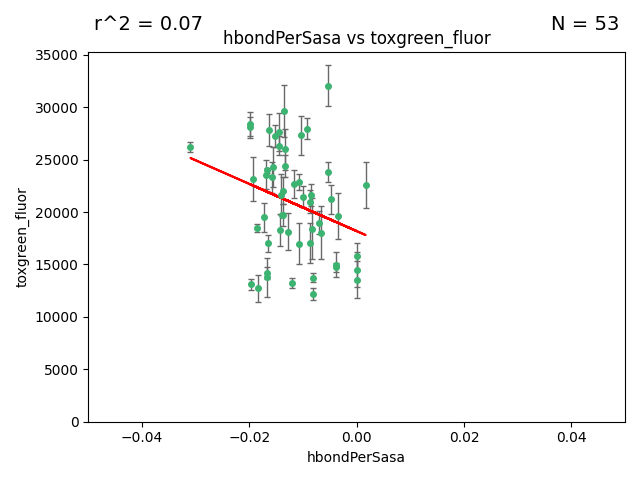 r^2 = 0.07
N = 53
hbondPerSasa vs toxgreen_fluor
35000
30000
25000
20000
15000
10000
5000
0
toxgreen_fluor
−0.04
−0.02
0.00
0.02
0.04
hbondPerSasa